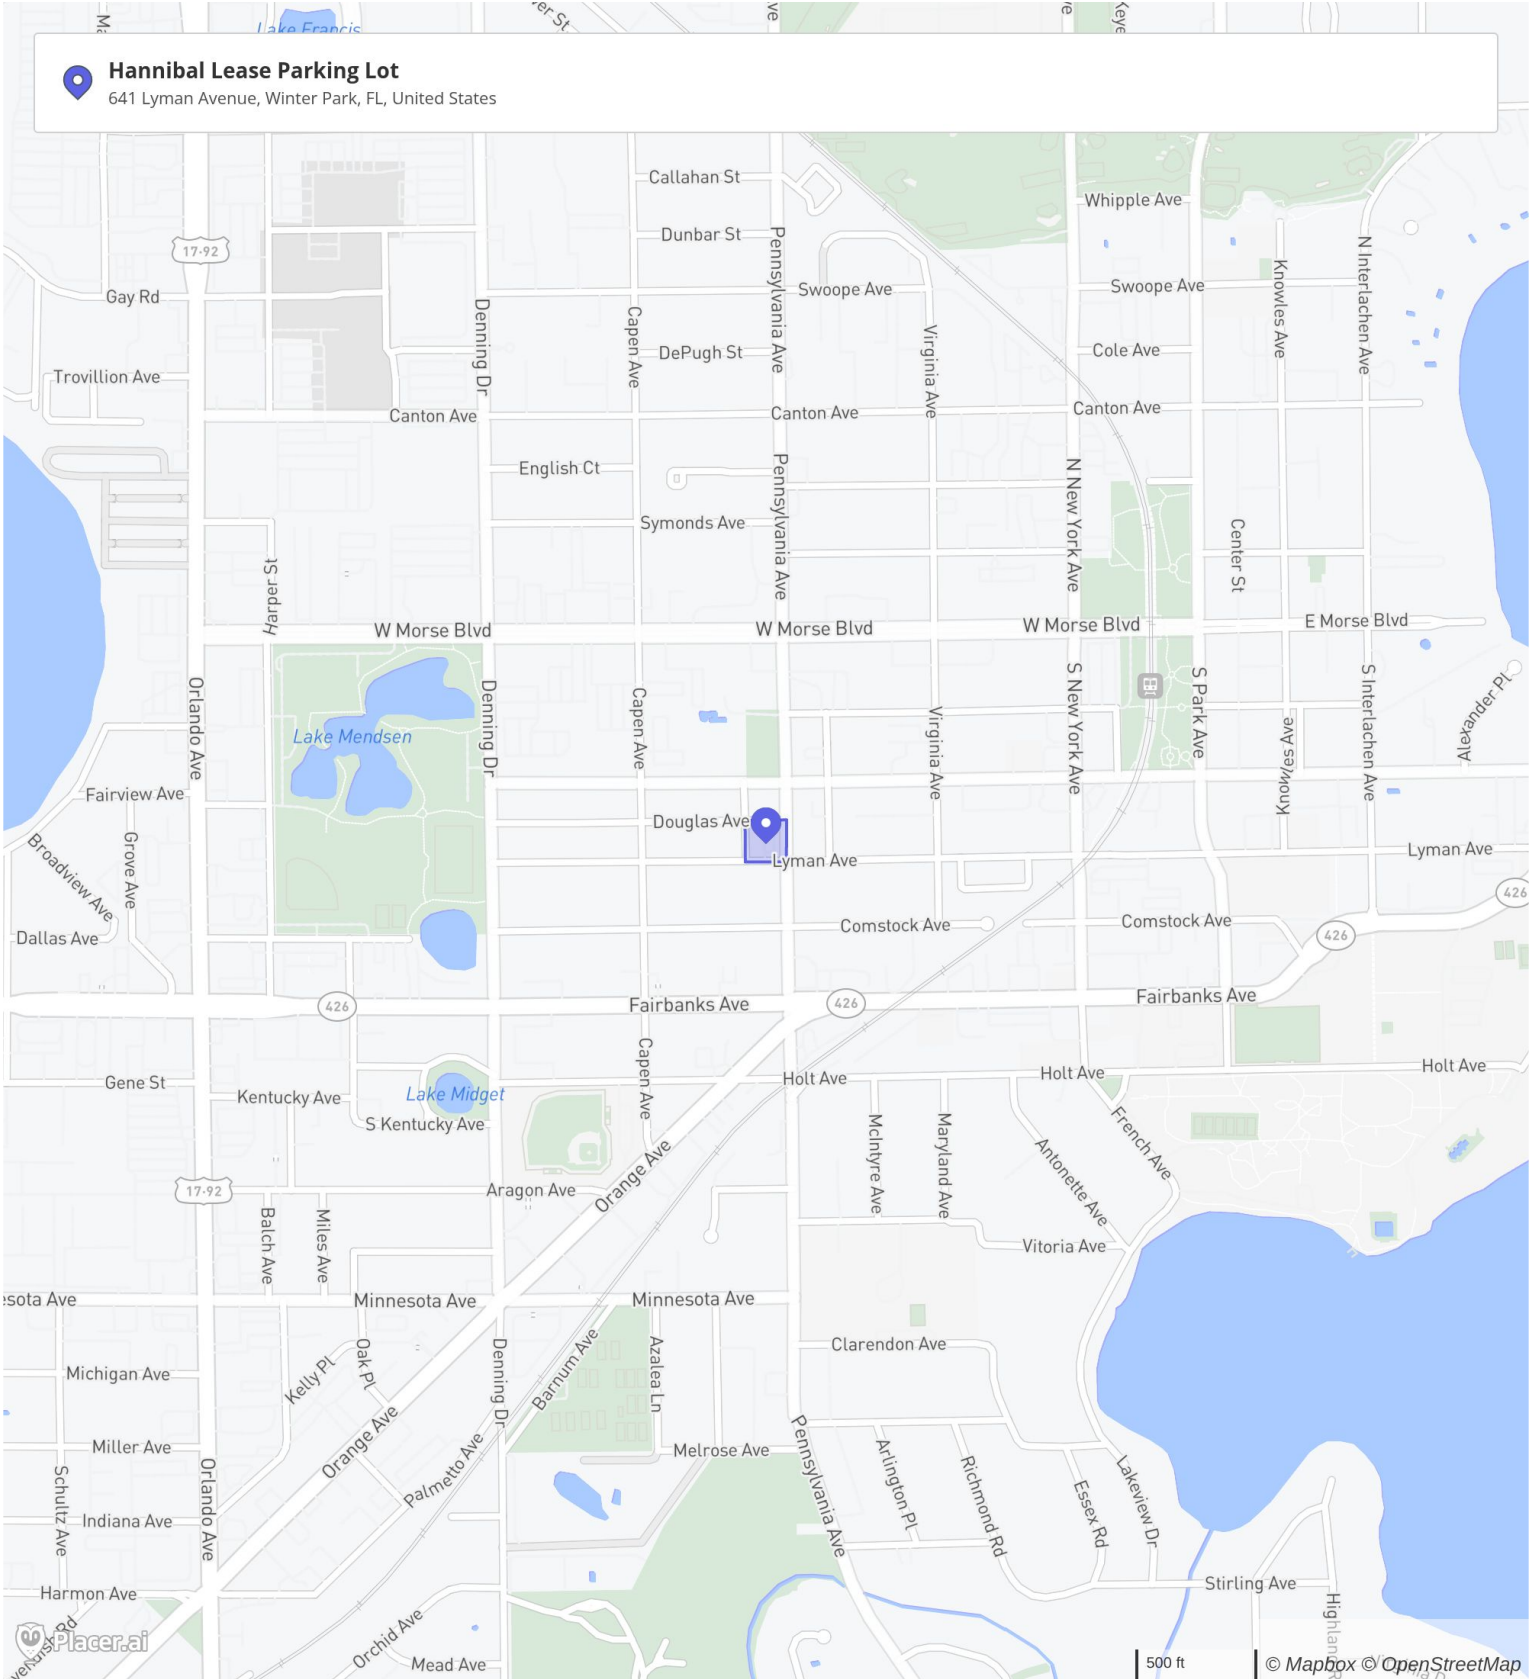 Lake Francis
Hannibal Lease Parking Lot
641 Lyman Avenue, Winter Park, FL, United States
Callahan St
Whipple Ave
Dunbar St
17-92
Pennsylvania Ave
N Interlachen Ave
Knowles Ave
Swoope Ave
Swoope Ave
Gay Rd
Denning Dr
Capen Ave
Virginia Ave
DePugh St
Cole Ave
Trovillion Ave
Canton Ave
Canton Ave
Canton Ave
English Ct
Pennsylvania Ave
N New York Ave
Symonds Ave
Center St
Harper St
W Morse Blvd
W Morse Blvd
W Morse Blvd
E Morse Blvd
Orlando Ave
Denning Dr
Capen Ave
Virginia Ave
S New York Ave
S Park Ave
Knowles Ave
S Interlachen Ave
Alexander Pl
Lake Mendsen
Fairview Ave
Douglas Ave
Broadview Ave
Grove Ave
Lyman Ave
Lyman Ave
426
Comstock Ave
Comstock Ave
Dallas Ave
426
426
Fairbanks Ave
426
Fairbanks Ave
Capen Ave
Gene St
Kentucky Ave
Lake Midget
Holt Ave
Holt Ave
Holt Ave
S Kentucky Ave
McIntyre Ave
Maryland Ave
Antonette Ave
French Ave
Orange Ave
17-92
Aragon Ave
Balch Ave
Miles Ave
Vitoria Ave
esota Ave
Minnesota Ave
Minnesota Ave
Clarendon Ave
Michigan Ave
Kelly Pl
Oak Pl
Denning Dr
Barnum Ave
Azalea Ln
Miller Ave
Orange Ave
Palmetto Ave
Melrose Ave
Pennsylvania Ave
Arlington Pl
Richmond Rd
Essex Rd
Lakeview Dr
Schultz Ave
Orlando Ave
Indiana Ave
Harmon Ave
Stirling Ave
Orchid Ave
Mead Ave
Placer.ai
500 ft
© Mapbox © OpenStreetMap